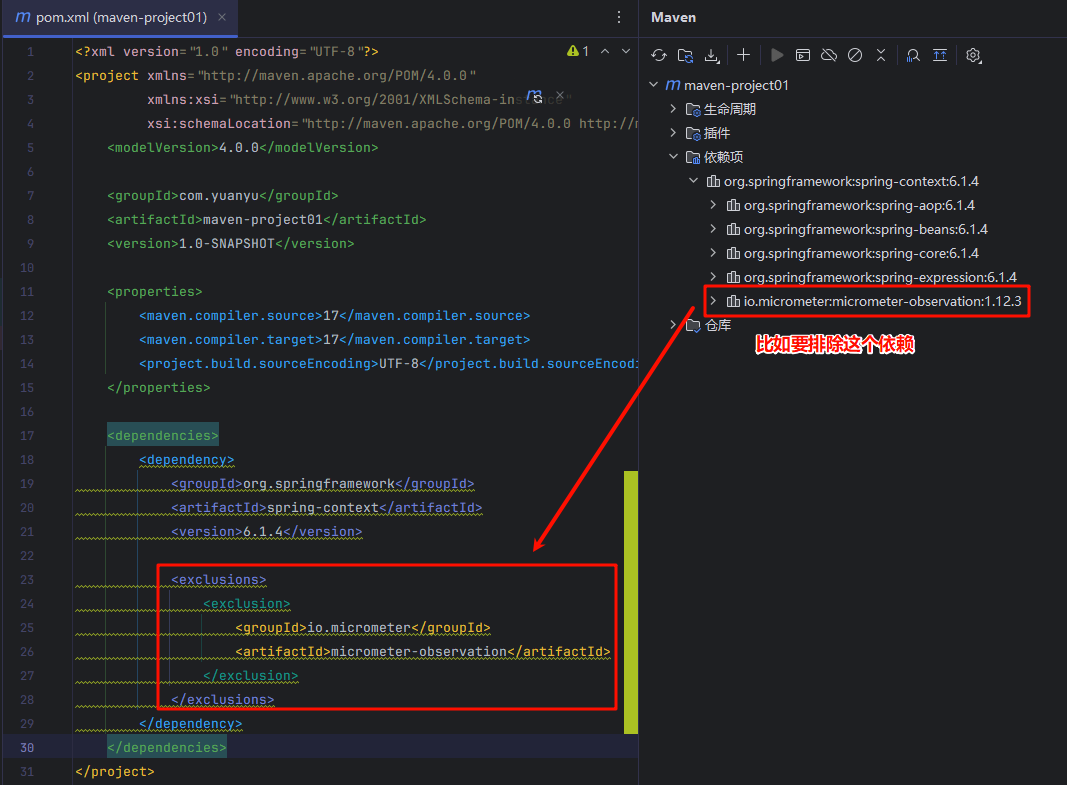 pom.xml (maven-project01)
Maven
1
1 <?xml version="1.0" encoding="UTF-8"?>
2 <project xmlns="http://maven.apache.org/POM/4.0.0"
3 xmlns:xsi="http://www.w3.org/2001/XMLSchema-instance"
4 xsi:schemaLocation="http://maven.apache.org/POM/4.0.0 http://
5 <modelVersion>4.0.0</modelVersion>
6
7 <groupId>com.yuanyu</groupId>
8 <artifactId>maven-project01</artifactId>
9 <version>1.0-SNAPSHOT</version>
10
11 <properties>
12 <maven.compiler.source>17</maven.compiler.source>
13 <maven.compiler.target>17</maven.compiler.target>
14 <project.build.sourceEncoding>UTF-8</project.build.sourceEncodi
15 </properties>
16
17 <dependencies>
18 <dependency>
19 <groupId>org.springframework</groupId>
20 <artifactId>spring-context</artifactId>
21 <version>6.1.4</version>
22
23 <exclusions>
24 <exclusion>
25 <groupId>io.micrometer</groupId>
26 <artifactId>micrometer-observation</artifactId>
27 </exclusion>
28 </exclusions>
29 </dependency>
30 </dependencies>
31 </project>
maven-project01
生命周期
插件
依赖项
org.springframework:spring-context:6.1.4
org.springframework:spring-aop:6.1.4
org.springframework:spring-beans:6.1.4
org.springframework:spring-core:6.1.4
org.springframework:spring-expression:6.1.4
io.micrometer:micrometer-observation:1.12.3
仓库
比如要排除这个依赖